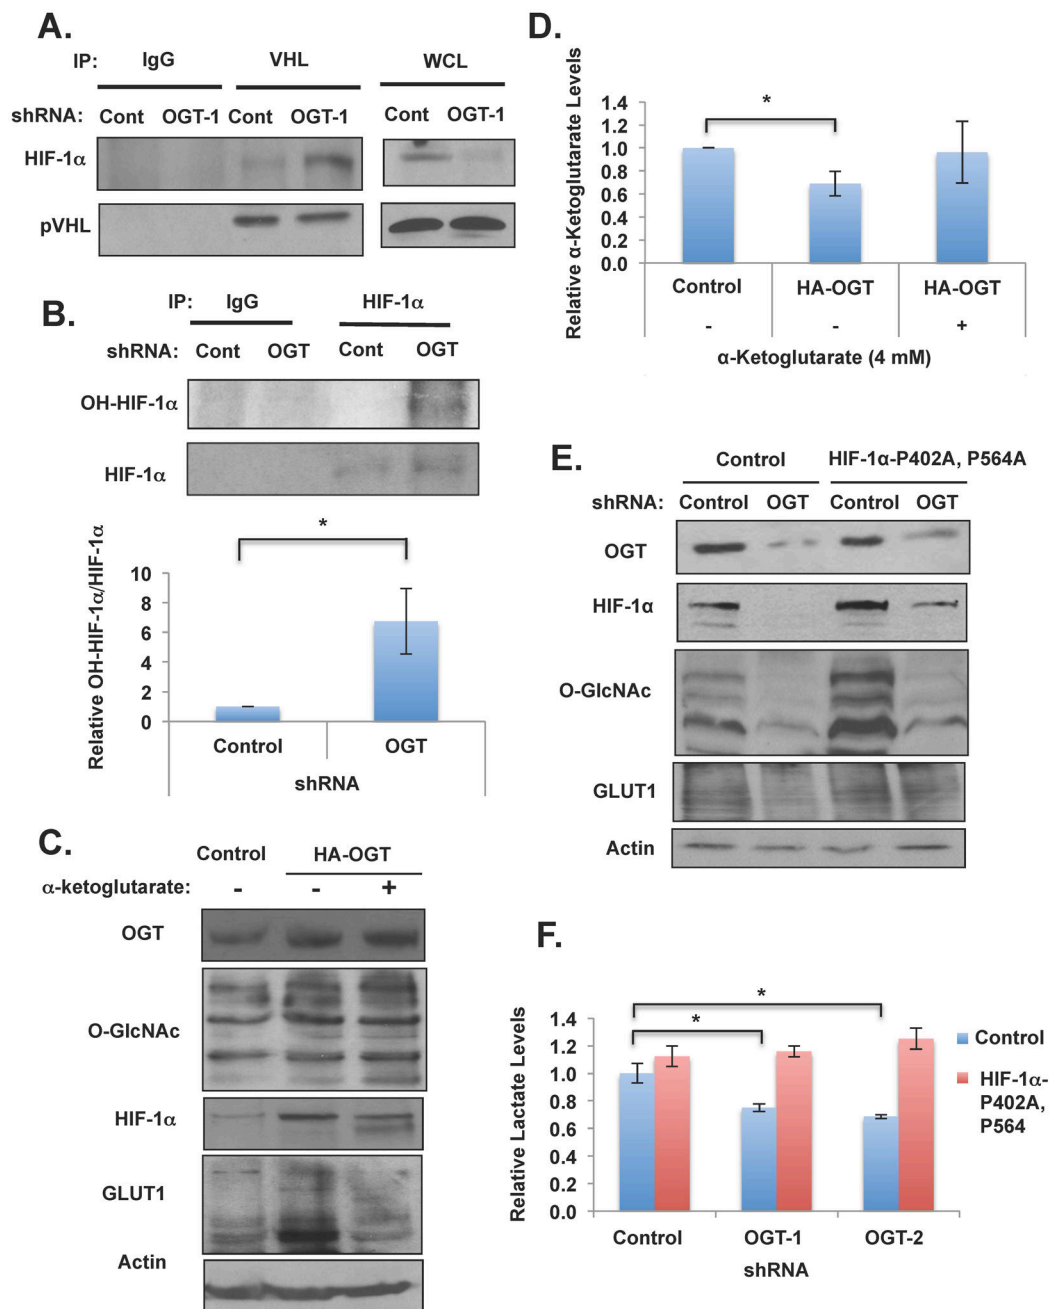 A.
IP: IgG VHL WCL
shRNA: Cont OGT-1 Cont OGT-1 Cont OGT-1
HIF-1α
pVHL
B.
IP: IgG HIF-1α
shRNA: Cont OGT Cont OGT
OH-HIF-1α
HIF-1α
*
Relative OH-HIF-1α/HIF-1α
10
8
6
4
2
0
Control OGT
shRNA
C.
Control HA-OGT
α-ketoglutarate: - - +
OGT
O-GlcNAc
HIF-1α
GLUT1
Actin
D.
Relative α-Ketoglutarate Levels
*
1.4
1.2
1.0
0.8
0.6
0.4
0.2
0.0
Control HA-OGT HA-OGT
- - +
α-Ketoglutarate (4 mM)
E.
Control HIF-1α-P402A, P564A
shRNA: Control OGT Control OGT
OGT
HIF-1α
O-GlcNAc
GLUT1
Actin
F.
Relative Lactate Levels
*
*
1.4
1.2
1.0
0.8
0.6
0.4
0.2
0.0
Control OGT-1 OGT-2
shRNA
Control
HIF-1α-
P402A,
P564